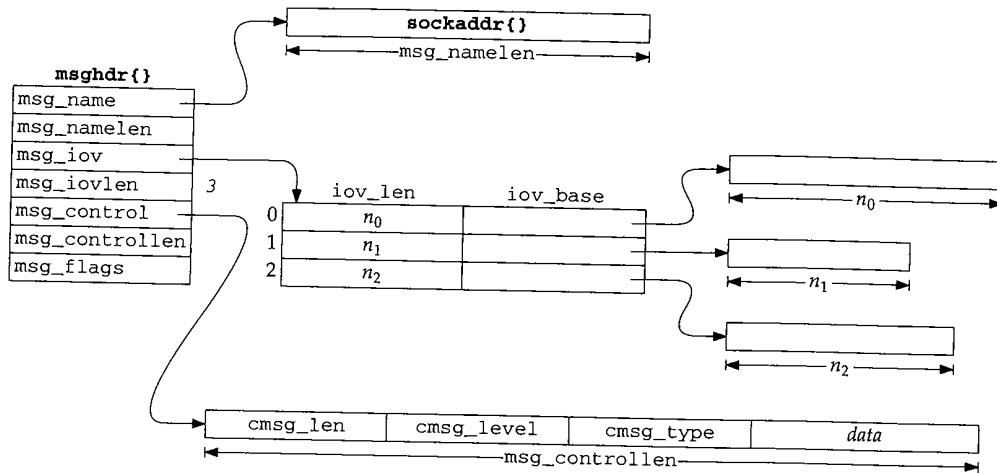 sockaddr{}
msg_namelen
msghdr{}
msg_name
msg_namelen
msg_iov
msg_iovlen 3
msg_control
msg_controllen
msg_flags
iov_len iov_base
0 n0
1 n1
2 n2
n0
n1
n2
cmsg_len cmsg_level cmsg_type data
msg_controllen